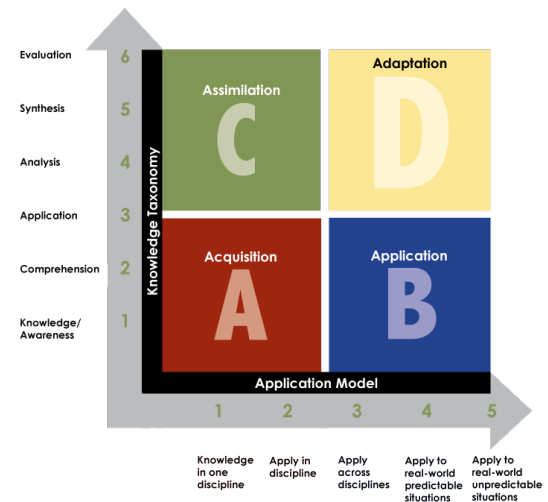 Evaluation
6
Synthesis
5
Analysis
4
Application
3
Comprehension
2
Knowledge/
Awareness
1
Knowledge Taxonomy
Assimilation
C
Adaptation
D
Acquisition
A
Application
B
Application Model
1 2 3 4 5
Knowledge
in one
discipline
Apply in
discipline
Apply
across
disciplines
Apply to
real-world
predictable
situations
Apply to
real-world
unpredictable
situations